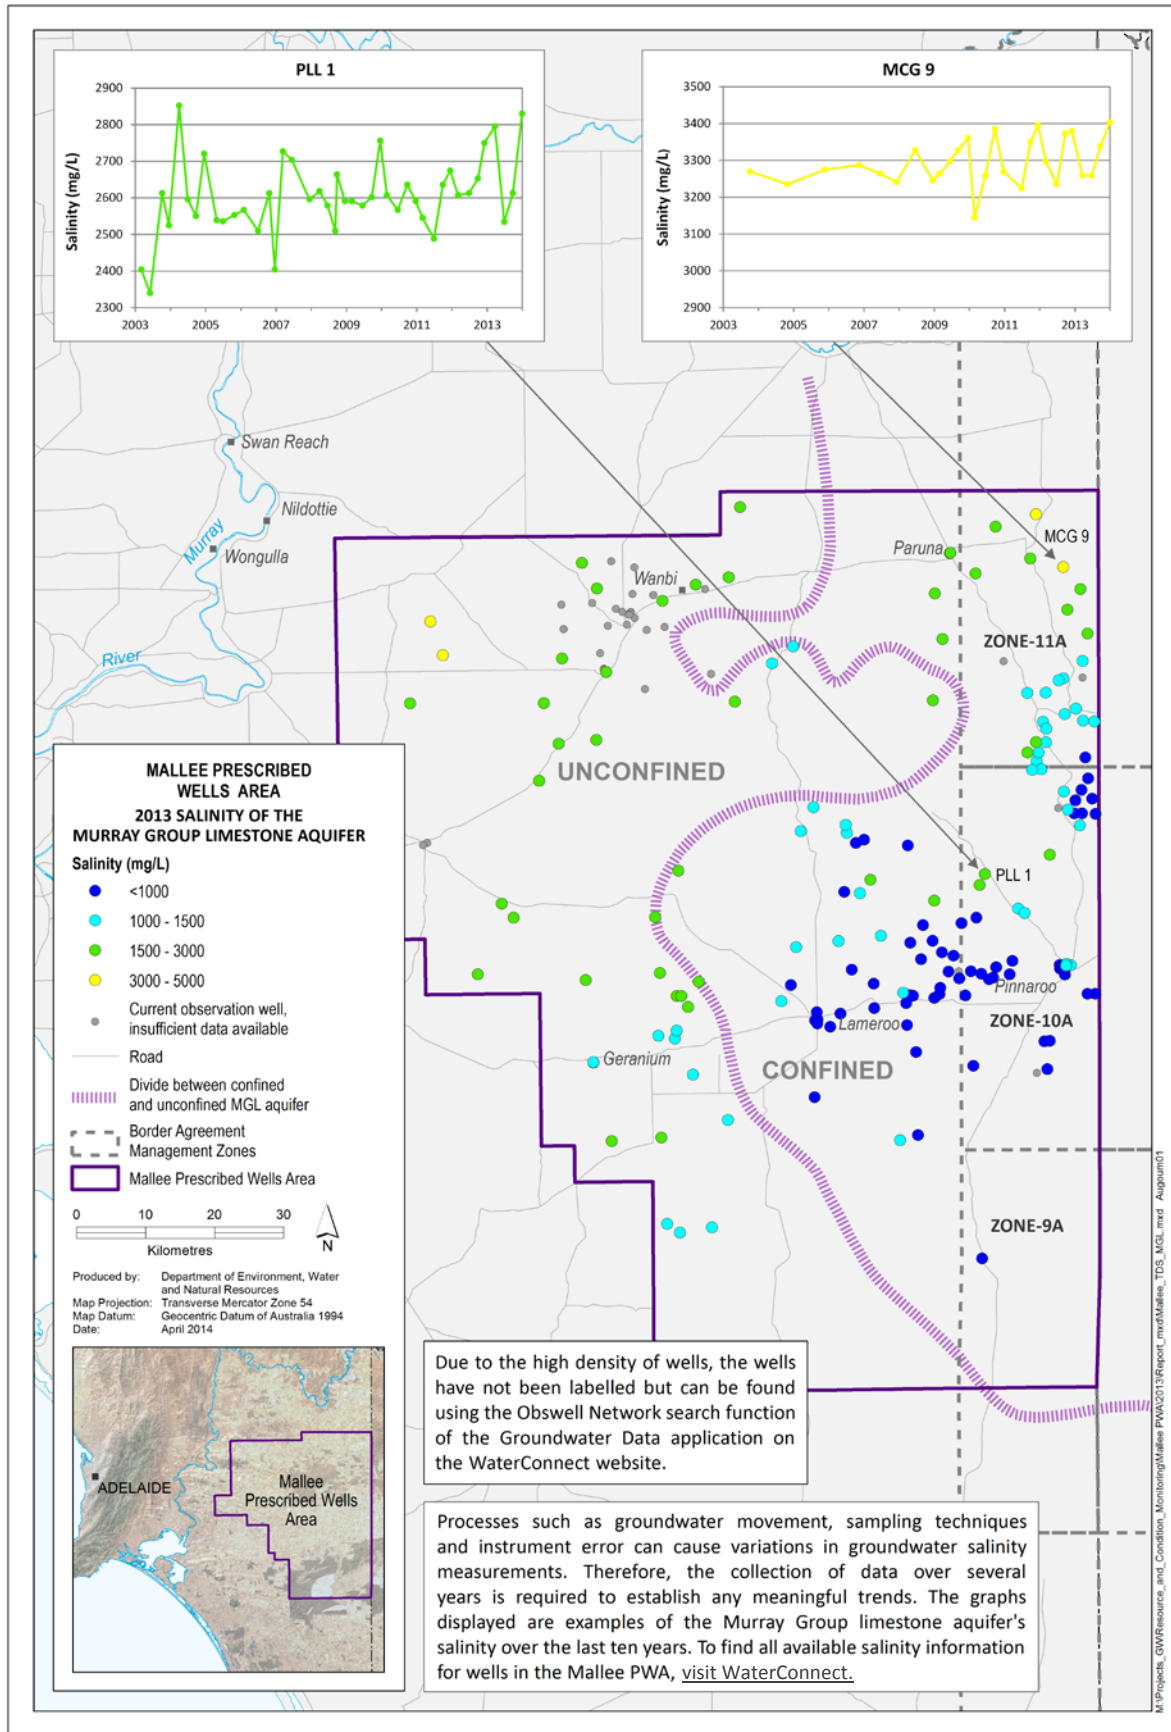 PLL 1
2900
2800
2700
2600
2500
2400
2300
Salinity (mg/L)
2003 2005 2007 2009 2011 2013
MCG 9
3500
3400
3300
3200
3100
3000
2900
Salinity (mg/L)
2003 2005 2007 2009 2011 2013
Swan Reach
Nildottie
Murray
Wongulla
River
Paruna
MCG 9
Wanbi
ZONE-11A
UNCONFINED
PLL 1
Pinnaroo
ZONE-10A
Lameroo
Geranium
CONFINED
ZONE-9A
MALLEE PRESCRIBED
WELLS AREA
2013 SALINITY OF THE
MURRAY GROUP LIMESTONE AQUIFER
Salinity (mg/L)
<1000
1000 - 1500
1500 - 3000
3000 - 5000
Current observation well,
insufficient data available
Road
Divide between confined
and unconfined MGL aquifer
Border Agreement
Management Zones
Mallee Prescribed Wells Area
0 10 20 30
Kilometres
N
Produced by: Department of Environment, Water
and Natural Resources
Map Projection: Transverse Mercator Zone 54
Map Datum: Geocentric Datum of Australia 1994
Date: April 2014
ADELAIDE
Mallee
Prescribed Wells
Area
Due to the high density of wells, the wells
have not been labelled but can be found
using the Obswell Network search function
of the Groundwater Data application on
the WaterConnect website.
Processes such as groundwater movement, sampling techniques
and instrument error can cause variations in groundwater salinity
measurements. Therefore, the collection of data over several
years is required to establish any meaningful trends. The graphs
displayed are examples of the Murray Group limestone aquifer's
salinity over the last ten years. To find all available salinity information
for wells in the Mallee PWA, visit WaterConnect.
M:\Projects_GW\Resource_and_Condition_Monitoring\Mallee PWA\2013\Report_mxd\Mallee_TDS_MGL.mxd Augoum01